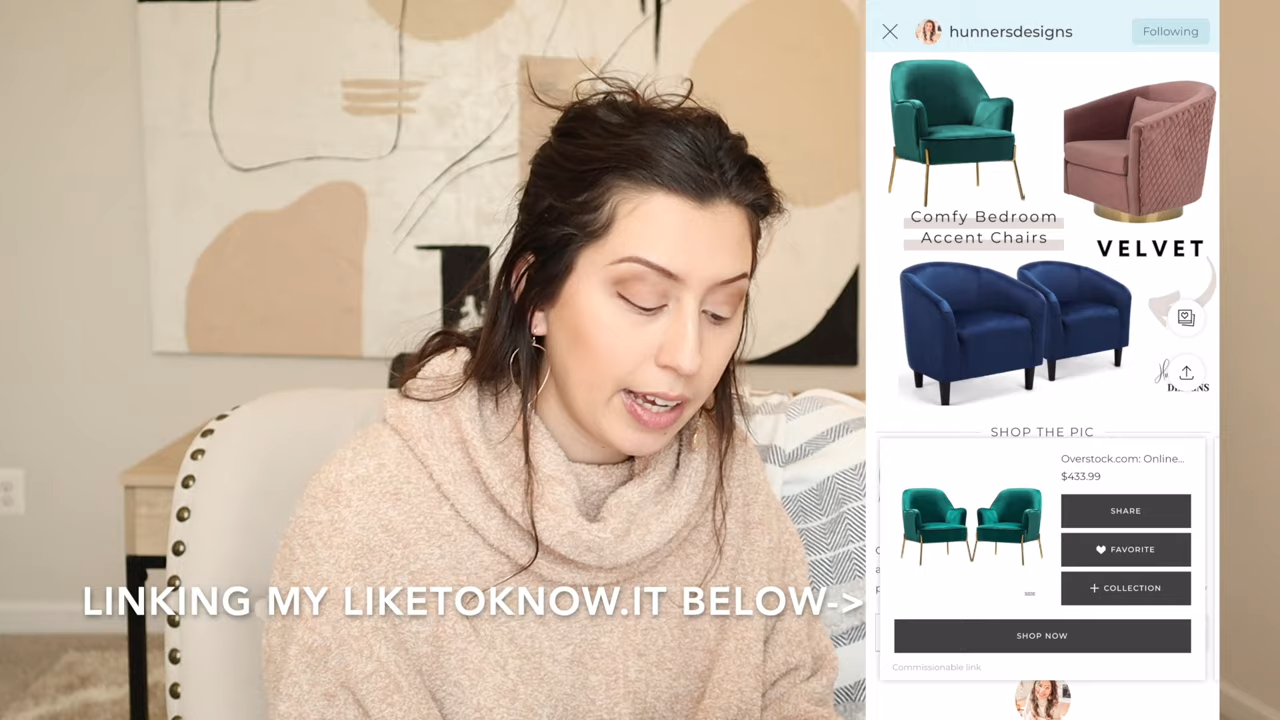 hunnersdesigns
Following
Comfy Bedroom
Accent Chairs
VELVET
SHOP THE PIC
Overstock.com: Online...
$433.99
SHARE
FAVORITE
+ COLLECTION
SHOP NOW
Commissionable link
LINKING MY LIKETOKNOW.IT BELOW->